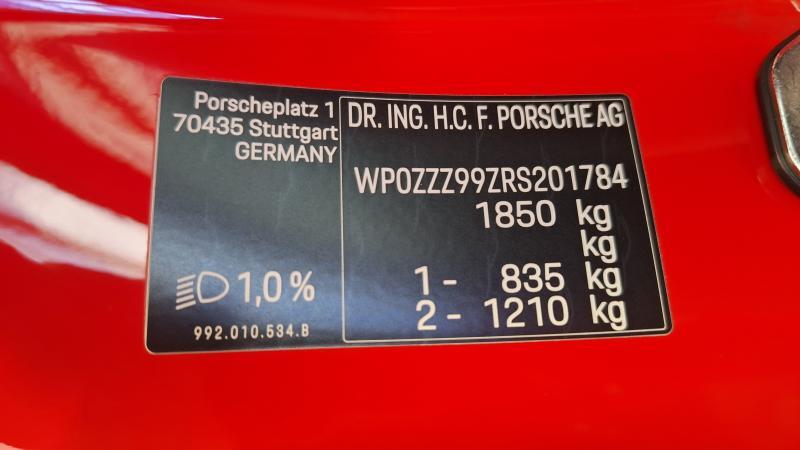 Porscheplatz 1
70435 Stuttgart
GERMANY
1,0 %
992.010.534.B
DR. ING. H.C. F. PORSCHE AG
WP0ZZZ99ZRS201784
1850 kg
kg
1 - 835 kg
2 - 1210 kg